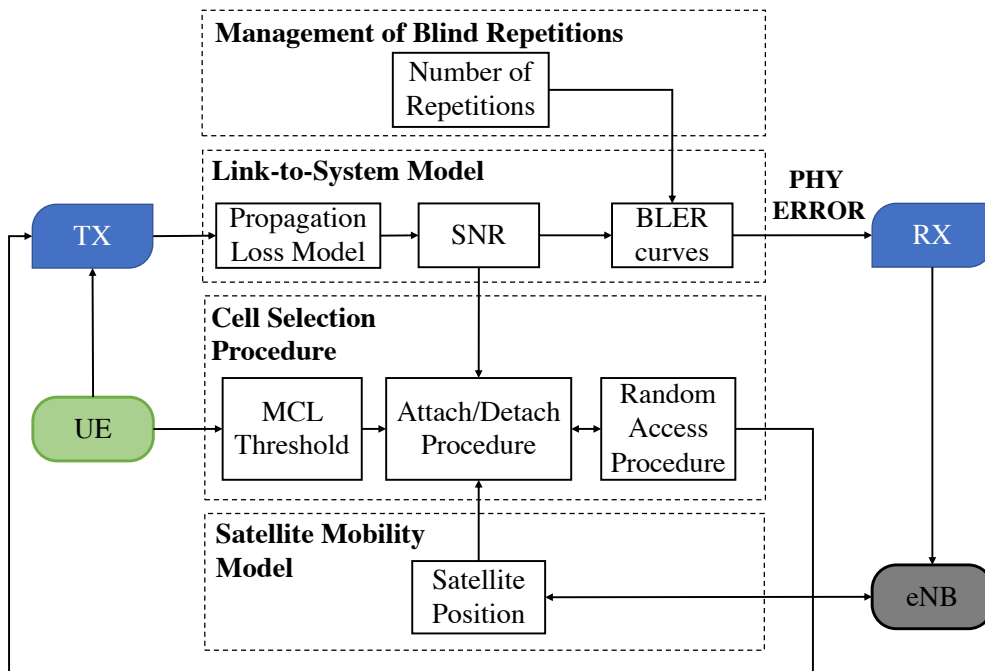 Management of Blind Repetitions
Number of
Repetitions
Link-to-System Model
PHY
ERROR
TX
Propagation
Loss Model
SNR
BLER
curves
RX
Cell Selection
Procedure
UE
MCL
Threshold
Attach/Detach
Procedure
Random
Access
Procedure
Satellite Mobility
Model
Satellite
Position
eNB